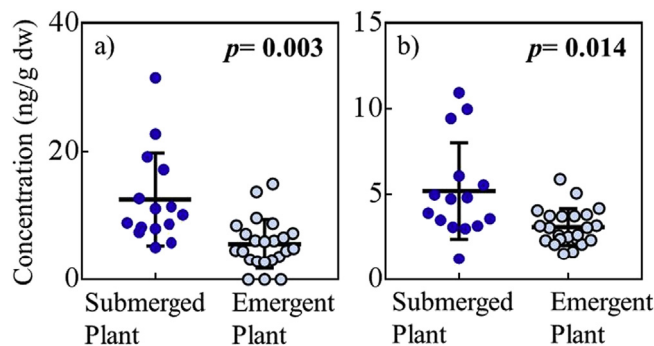 Concentration (ng/g dw)
40
20
0
a)
p= 0.003
Submerged
Plant
Emergent
Plant
15
10
5
0
b)
p= 0.014
Submerged
Plant
Emergent
Plant